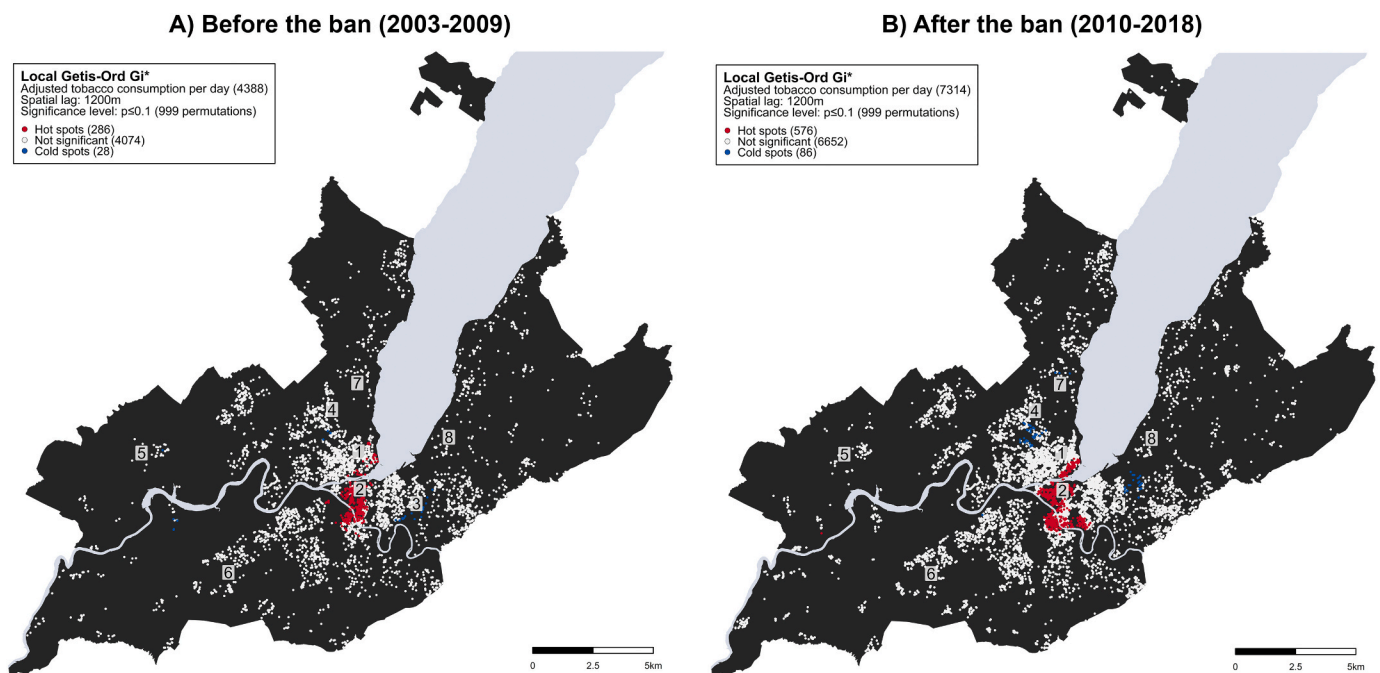 A) Before the ban (2003-2009)
Local Getis-Ord Gi*
Adjusted tobacco consumption per day (4388)
Spatial lag: 1200m
Significance level: p≤0.1 (999 permutations)
Hot spots (286)
Not significant (4074)
Cold spots (28)
7
4
8
5
1
2
3
6
0
2.5
5km
B) After the ban (2010-2018)
Local Getis-Ord Gi*
Adjusted tobacco consumption per day (7314)
Spatial lag: 1200m
Significance level: p≤0.1 (999 permutations)
Hot spots (576)
Not significant (6652)
Cold spots (86)
7
4
8
5
1
2
3
6
0
2.5
5km